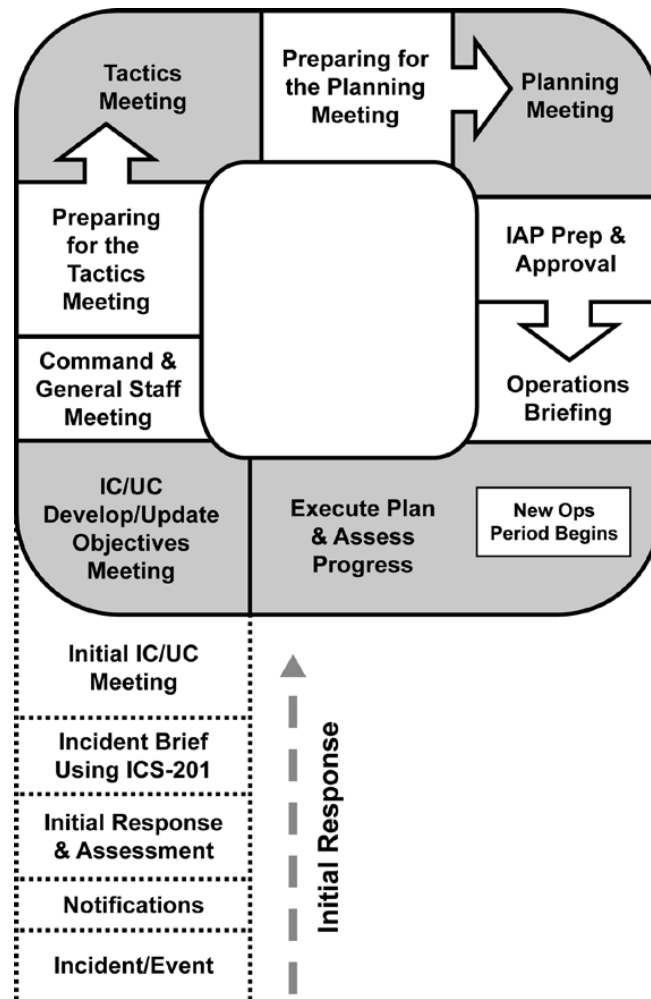 Tactics
Meeting
Preparing for
the Planning
Meeting
Planning
Meeting
Preparing
for the
Tactics
Meeting
IAP Prep &
Approval
Command &
General Staff
Meeting
Operations
Briefing
IC/UC
Develop/Update
Objectives
Meeting
Execute Plan
& Assess
Progress
New Ops
Period Begins
Initial IC/UC
Meeting
Incident Brief
Using ICS-201
Initial Response
& Assessment
Notifications
Incident/Event
Initial Response